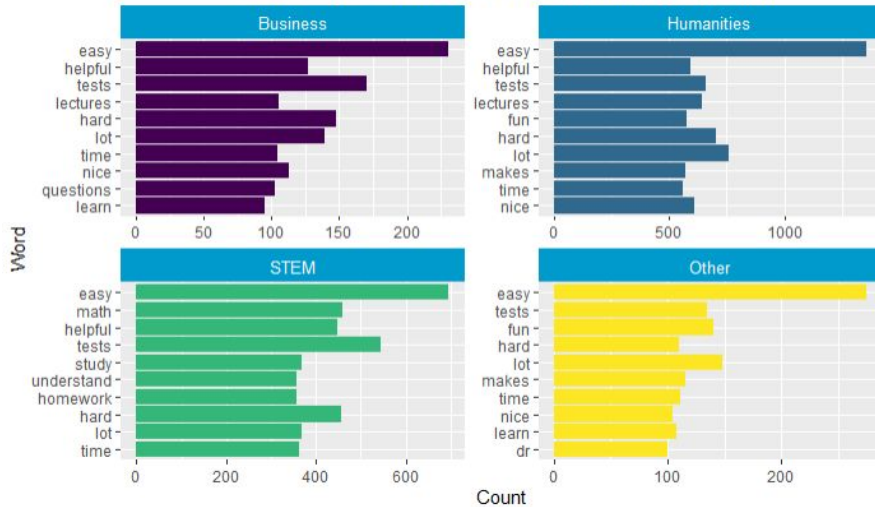 Business
Humanities
easy
helpful
tests
lectures
hard
lot
time
nice
questions
learn
0 50 100 150 200
easy
helpful
tests
lectures
fun
hard
lot
makes
time
nice
0 500 1000
Word
STEM
Other
easy
math
helpful
tests
study
understand
homework
hard
lot
time
0 200 400 600
easy
tests
fun
hard
lot
makes
time
nice
learn
dr
0 100 200
Count